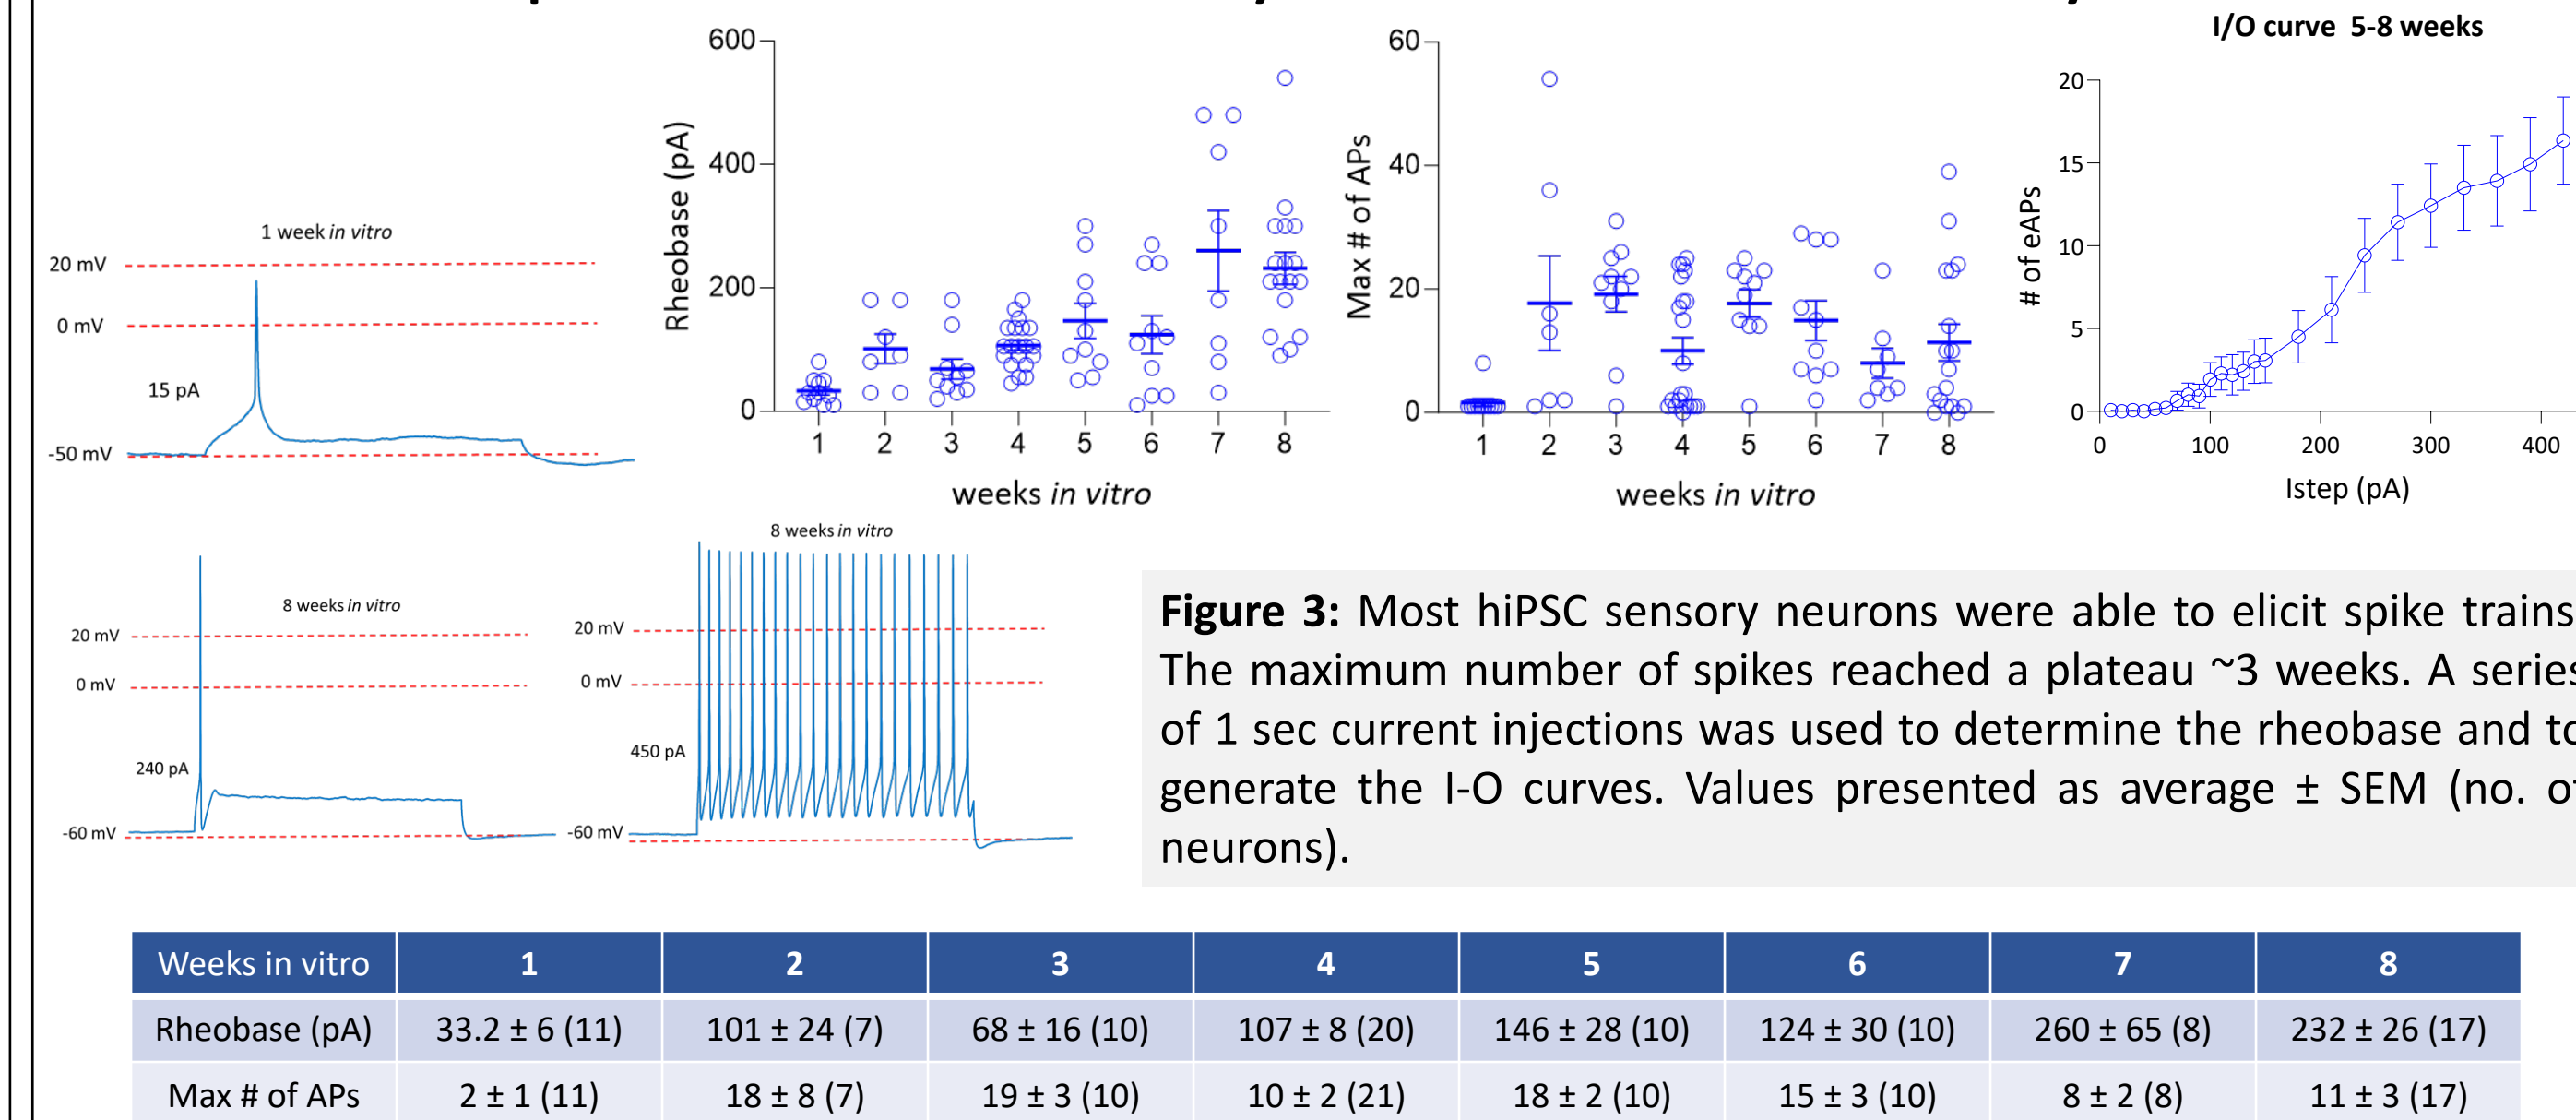 I/O curve 5-8 weeks
1 week in vitro
20 mV
0 mV
15 pA
-50 mV
Rheobase (pA)
600
400
200
0
1 2 3 4 5 6 7 8
weeks in vitro
Max # of APs
60
40
20
0
1 2 3 4 5 6 7 8
weeks in vitro
# of eAPs
20
15
10
5
0
0 100 200 300 400
Istep (pA)
8 weeks in vitro
20 mV
0 mV
240 pA
-60 mV
8 weeks in vitro
20 mV
0 mV
450 pA
-60 mV
Figure 3: Most hiPSC sensory neurons were able to elicit spike trains
The maximum number of spikes reached a plateau ~3 weeks. A series
of 1 sec current injections was used to determine the rheobase and to
generate the I-O curves. Values presented as average ± SEM (no. of
neurons).
Weeks in vitro 1 2 3 4 5 6 7 8
Rheobase (pA) 33.2 ± 6 (11) 101 ± 24 (7) 68 ± 16 (10) 107 ± 8 (20) 146 ± 28 (10) 124 ± 30 (10) 260 ± 65 (8) 232 ± 26 (17)
Max # of APs 2 ± 1 (11) 18 ± 8 (7) 19 ± 3 (10) 10 ± 2 (21) 18 ± 2 (10) 15 ± 3 (10) 8 ± 2 (8) 11 ± 3 (17)